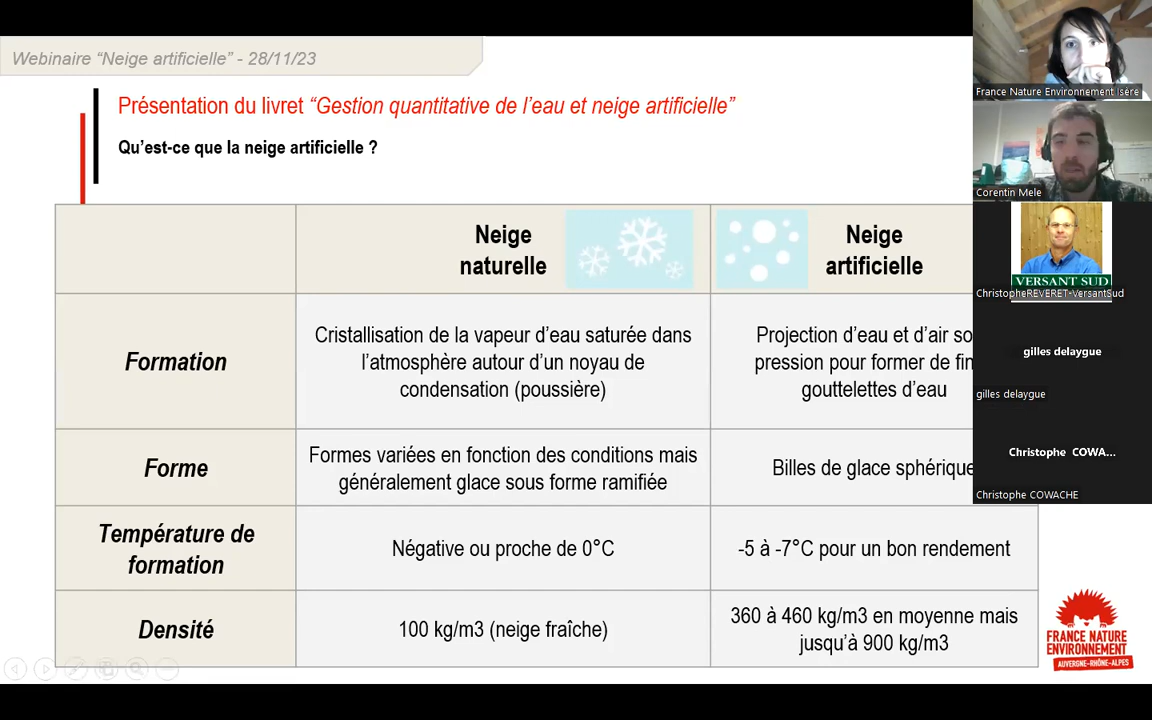 Webinaire “Neige artificielle” - 28/11/23
Présentation du livret “Gestion quantitative de l’eau et neige artificielle”
Qu’est-ce que la neige artificielle ?
Neige
naturelle
Neige
artificielle
Formation
Cristallisation de la vapeur d’eau saturée dans
l’atmosphère autour d’un noyau de
condensation (poussière)
Projection d’eau et d’air so
pression pour former de fin
gouttelettes d’eau
Forme
Formes variées en fonction des conditions mais
généralement glace sous forme ramifiée
Billes de glace sphérique
Température de
formation
Négative ou proche de 0°C
-5 à -7°C pour un bon rendement
Densité
100 kg/m3 (neige fraîche)
360 à 460 kg/m3 en moyenne mais
jusqu’à 900 kg/m3
France Nature Environnement Isère
Corentin Mele
VERSANT SUD
ChristopheREVERET-VersantSud
gilles delaygue
gilles delaygue
Christophe COWA...
Christophe COWACHE
FRANCE NATURE
ENVIRONNEMENT
AUVERGNE-RHÔNE-ALPES